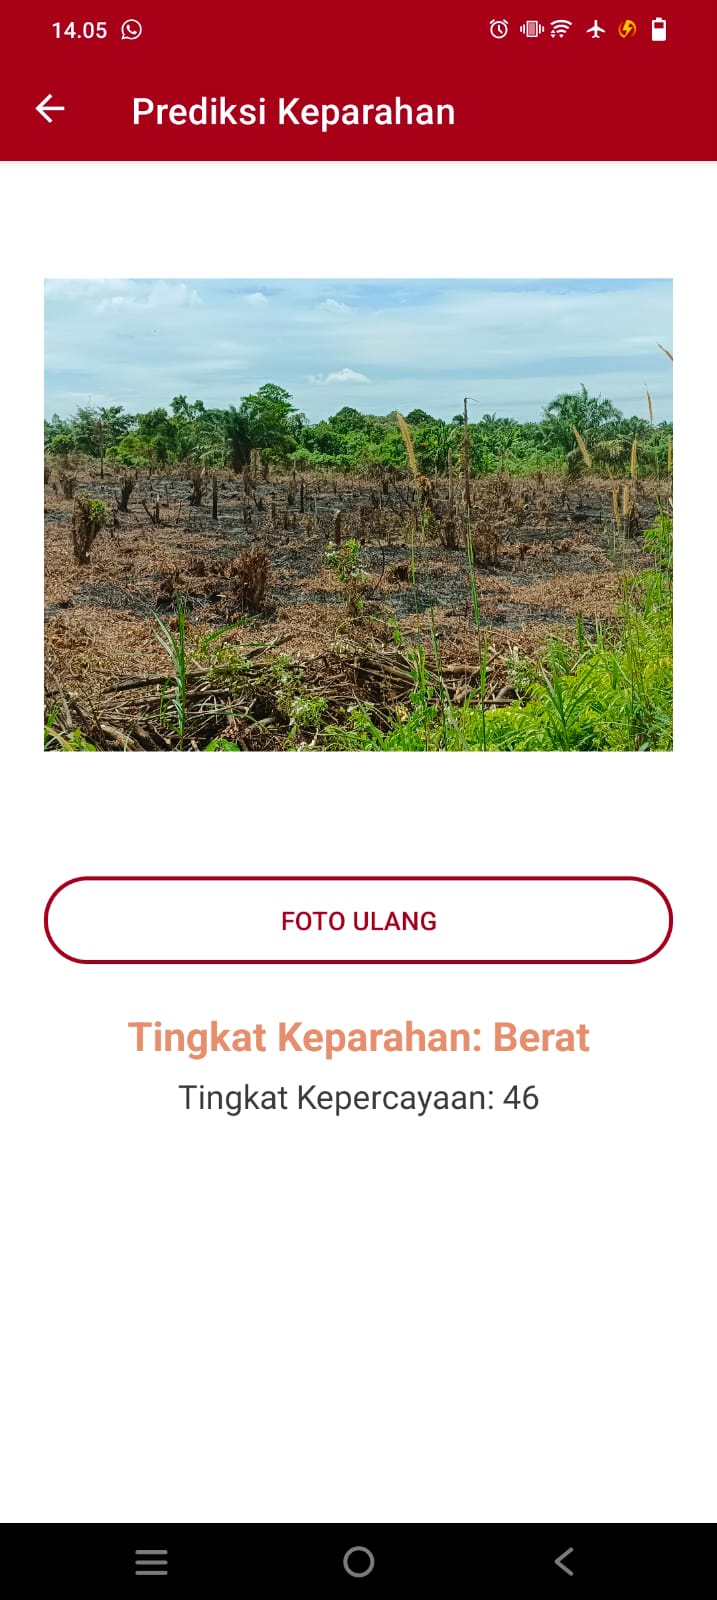 14.05
Prediksi Keparahan
FOTO ULANG
Tingkat Keparahan: Berat
Tingkat Kepercayaan: 46